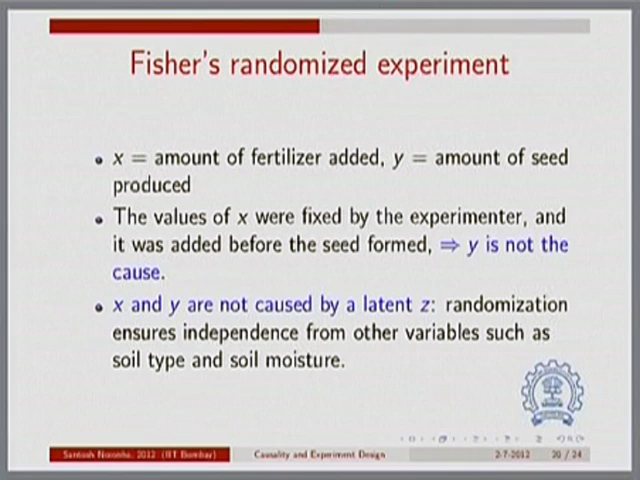 Fisher's randomized experiment
• x = amount of fertilizer added, y = amount of seed
produced
• The values of x were fixed by the experimenter, and
it was added before the seed formed, ⇒ y is not the
cause.
• x and y are not caused by a latent z: randomization
ensures independence from other variables such as
soil type and soil moisture.
Santosh Noronha, 2012 (IIT Bombay) Causality and Experiment Design 2-7-2012 20 / 24